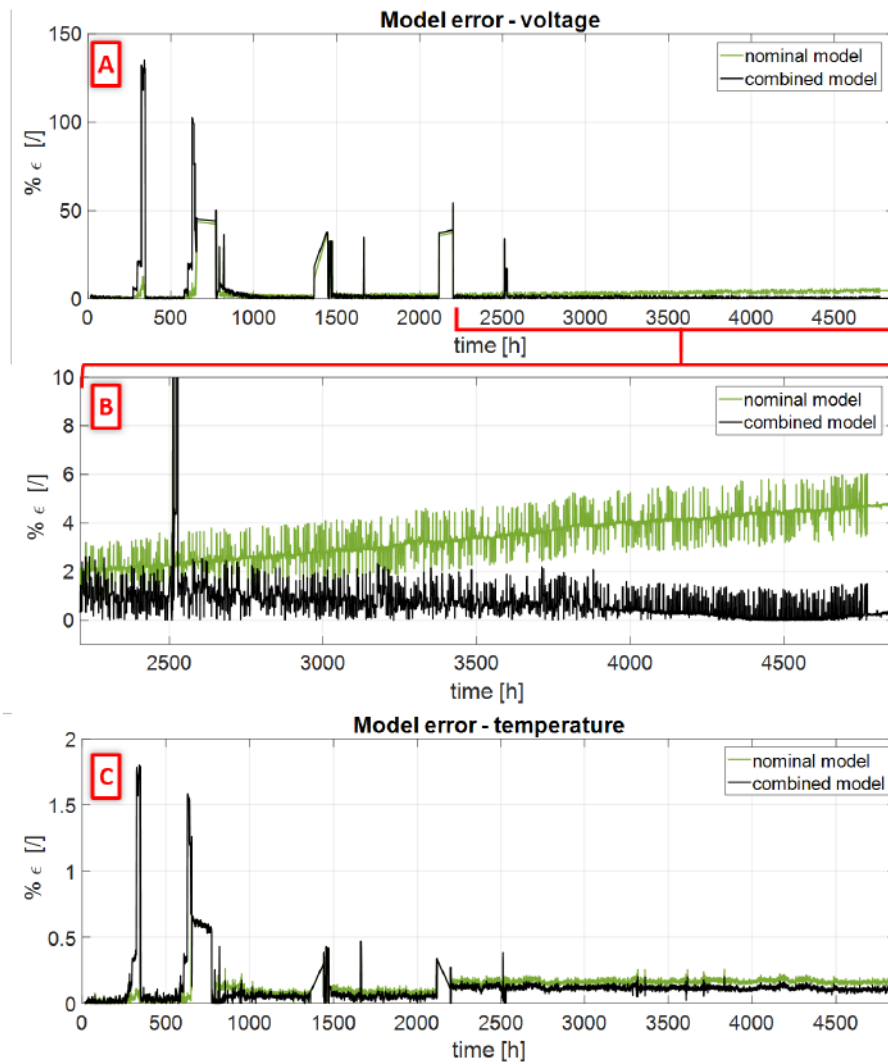 Model error - voltage
A
150
100
50
0
% ϵ [/]
nominal model
combined model
0 500 1000 1500 2000 2500 3000 3500 4000 4500
time [h]
B
10
8
6
4
2
0
% ϵ [/]
nominal model
combined model
2500 3000 3500 4000 4500
time [h]
Model error - temperature
C
2
1.5
1
0.5
0
% ϵ [/]
nominal model
combined model
0 500 1000 1500 2000 2500 3000 3500 4000 4500
time [h]